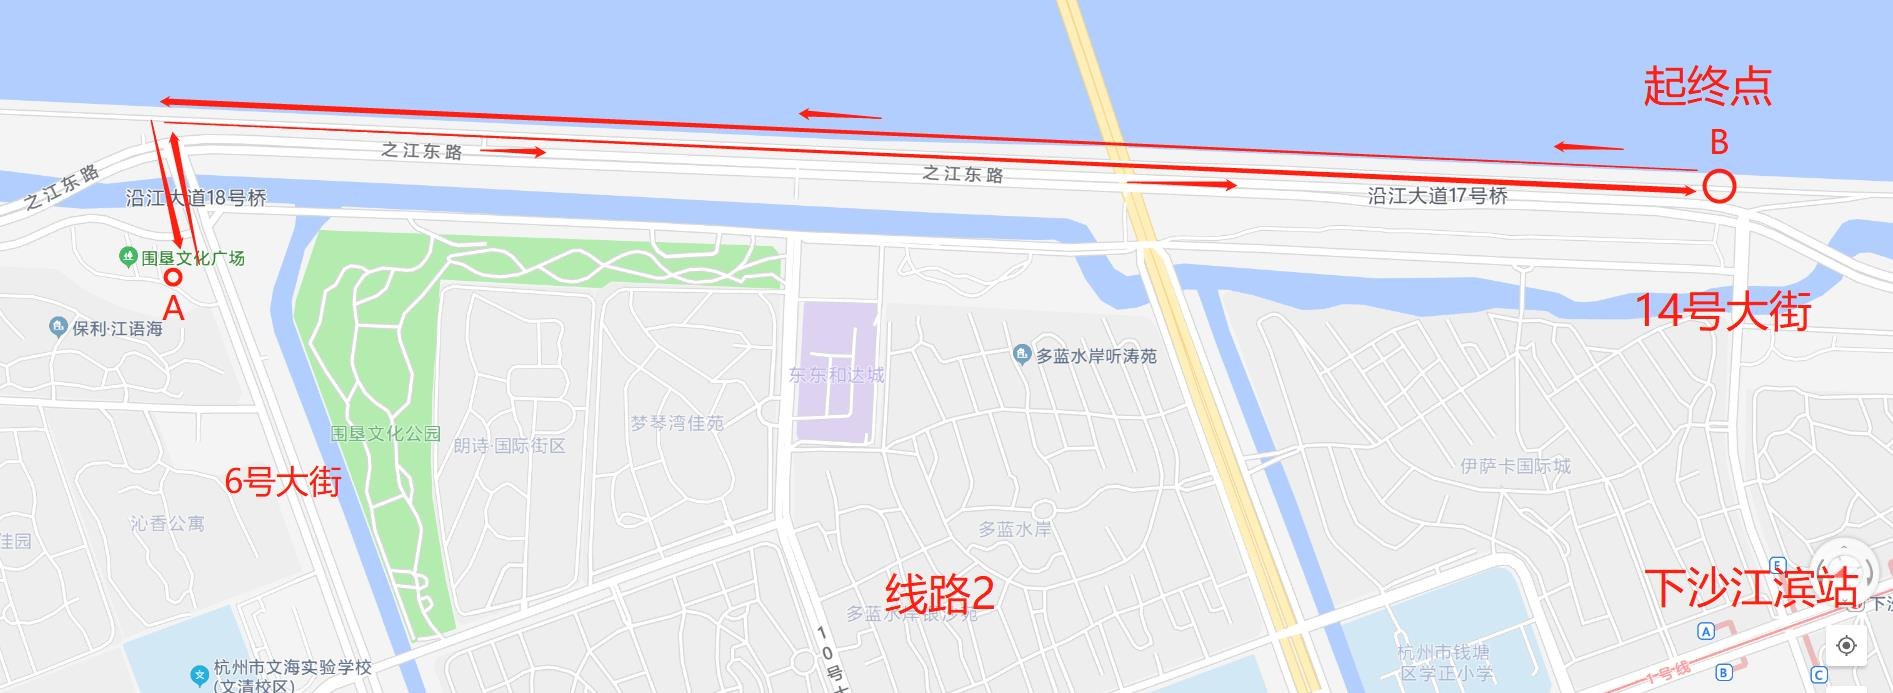 起终点
B
之江东路
之江东路
之江东路
沿江大道18号桥
沿江大道17号桥
围垦文化广场
A
14号大街
保利·江语海
多蓝水岸听涛苑
东东和达城
梦琴湾佳苑
围垦文化公园
朗诗·国际街区
伊萨卡国际城
6号大街
沁香公寓
佳园
多蓝水岸
线路2
下沙江滨站
E
下沙
多蓝水岸银沙苑
A
10号大
杭州市文海实验学校
(文清校区)
杭州市钱塘
区学正小学
1号线
B
C